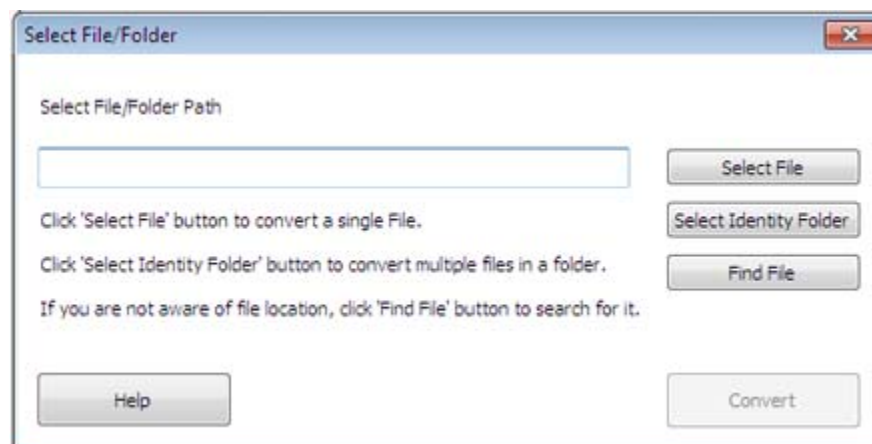 Select File/Folder
Select File/Folder Path
Select File
Click 'Select File' button to convert a single File.
Select Identity Folder
Click 'Select Identity Folder' button to convert multiple files in a folder.
Find File
If you are not aware of file location, click 'Find File' button to search for it.
Help
Convert